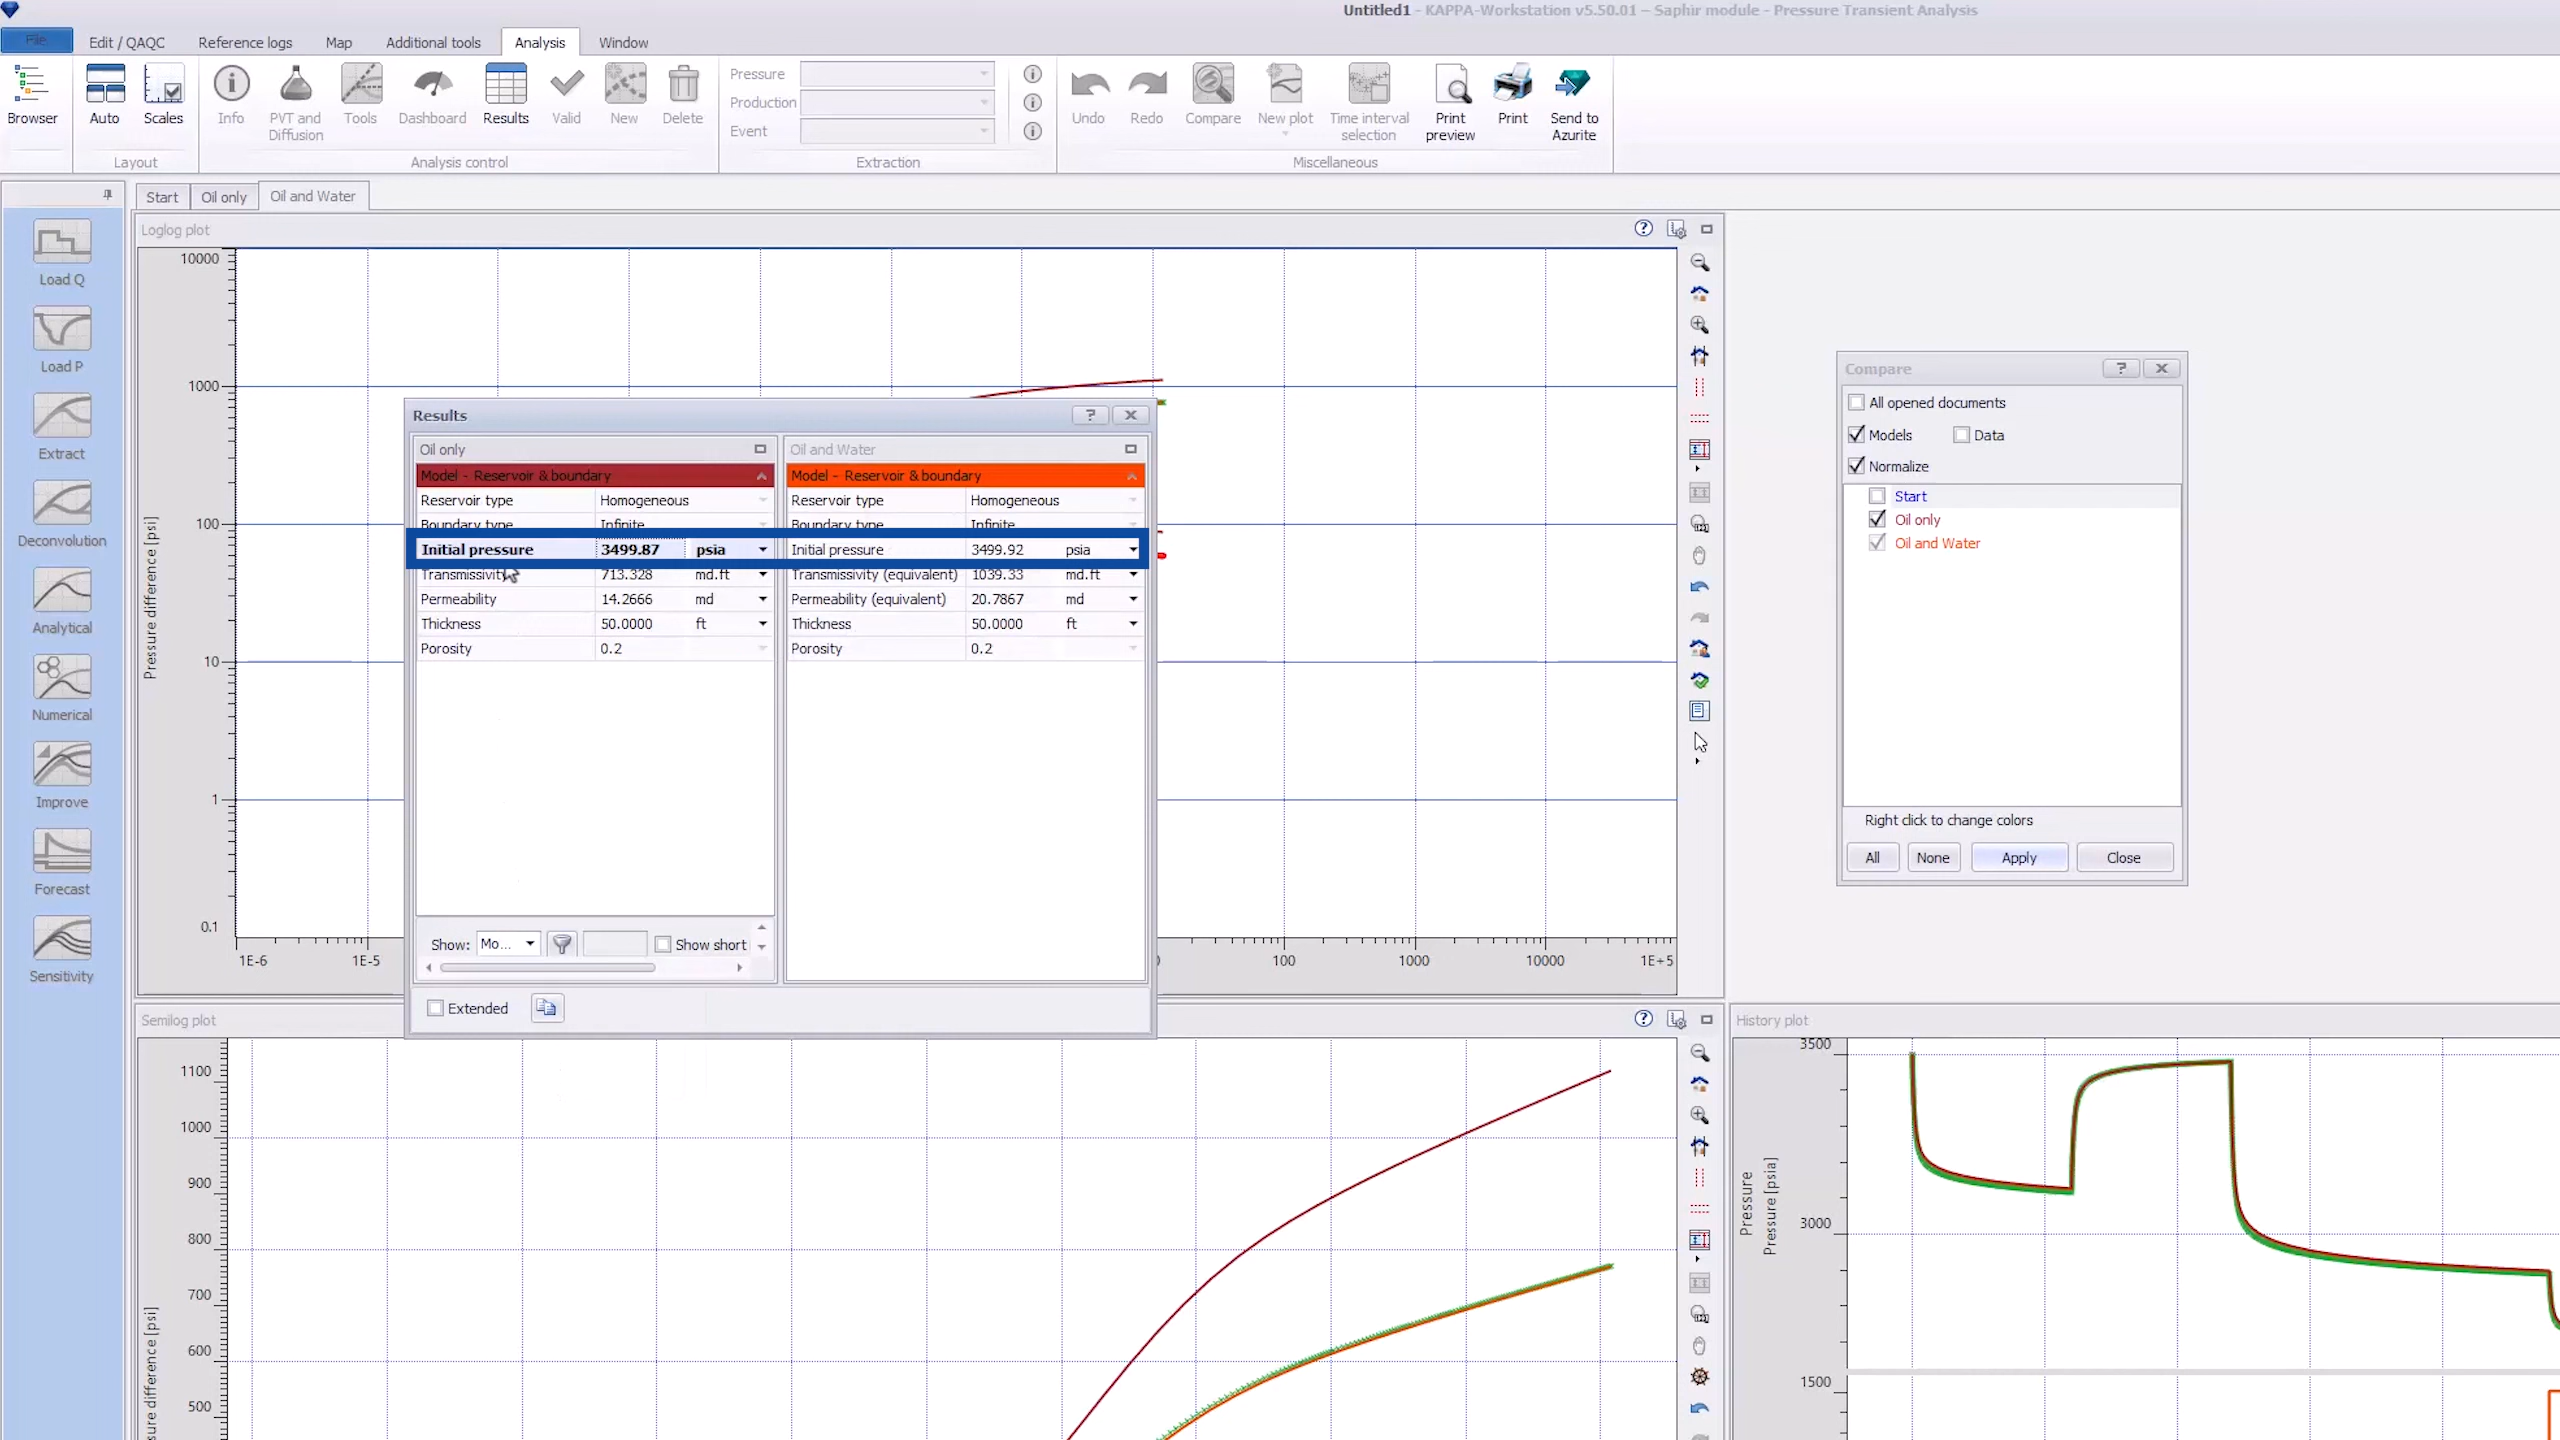 Untitled1 - KAPPA-Workstation v5.50.01 – Saphir module - Pressure Transient Analysis
File Edit / QAQC Reference logs Map Additional tools Analysis Window
Browser
Auto Scales
Layout
Info PVT and Diffusion Tools Dashboard Results Valid New Delete
Analysis control
Pressure
Production
Event
Extraction
Undo Redo Compare New plot Time interval selection Print preview Print Send to Azurite
Miscellaneous
Start Oil only Oil and Water
Load Q
Load P
Extract
Deconvolution
Analytical
Numerical
Improve
Forecast
Sensitivity
Loglog plot
Pressure difference [psi]
10000
1000
100
10
1
0.1
1E-6 1E-5 100 1000 10000 1E+5
Results
Oil only
Model - Reservoir & boundary
Reservoir type Homogeneous
Boundary type Infinite
Initial pressure 3499.87 psia
Transmissivity 713.328 md.ft
Permeability 14.2666 md
Thickness 50.0000 ft
Porosity 0.2
Show: Mo... Show short
Extended
Oil and Water
Model - Reservoir & boundary
Reservoir type Homogeneous
Boundary type Infinite
Initial pressure 3499.92 psia
Transmissivity (equivalent) 1039.33 md.ft
Permeability (equivalent) 20.7867 md
Thickness 50.0000 ft
Porosity 0.2
Compare
All opened documents
Models Data
Normalize
Start
Oil only
Oil and Water
Right click to change colors
All None Apply Close
Semilog plot
1100
1000
900
800
700
600
500
History plot
Pressure
Pressure [psia]
3500
3000
1500